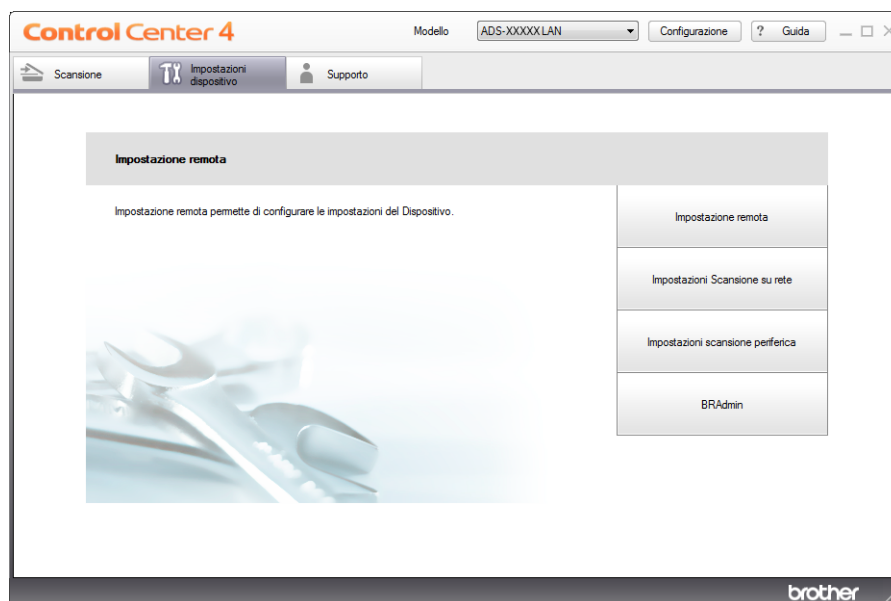 Control Center 4
Modello
ADS-XXXXX LAN
Configurazione
? Guida
Scansione
Impostazioni
dispositivo
Supporto
Impostazione remota
Impostazione remota permette di configurare le impostazioni del Dispositivo.
Impostazione remota
Impostazioni Scansione su rete
Impostazioni scansione periferica
BRAdmin
brother